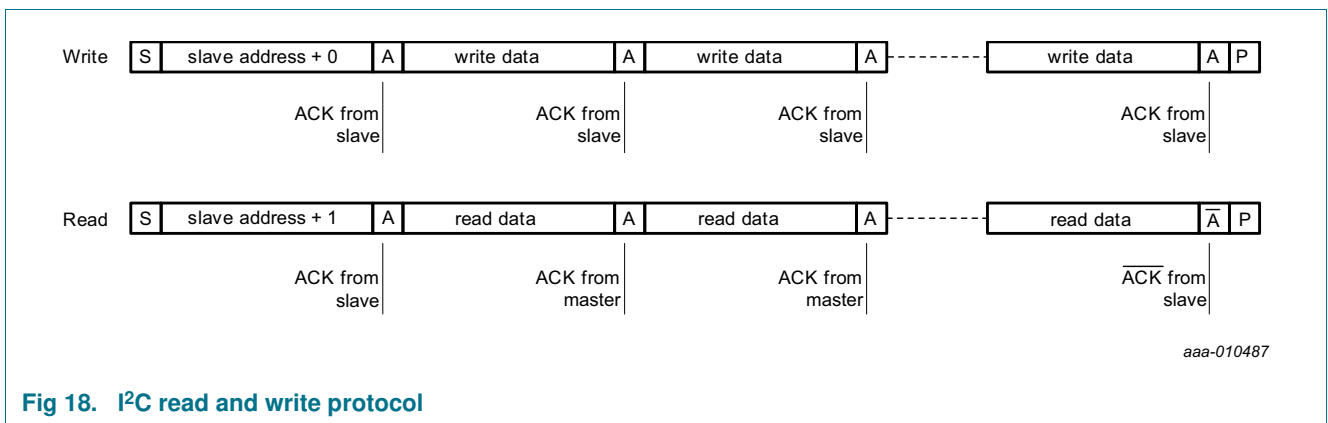 Write S slave address + 0 A write data A write data A write data A P
ACK from slave ACK from slave ACK from slave ACK from slave
Read S slave address + 1 A read data A read data A read data A̅ P
ACK from slave ACK from master ACK from master A̅C̅K̅ from slave
aaa-010487
Fig 18. I²C read and write protocol